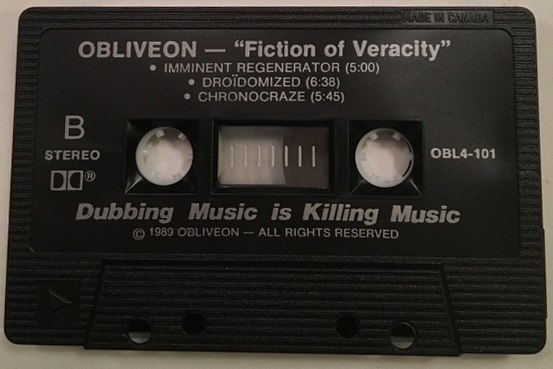 MADE IN CANADA
OBLIVEON — “Fiction of Veracity”
• IMMINENT REGENERATOR (5:00)
• DROÏDOMIZED (6:38)
• CHRONOCRAZE (5:45)
B
STEREO
OBL4-101
®
Dubbing Music is Killing Music
© 1989 OBLIVEON — ALL RIGHTS RESERVED